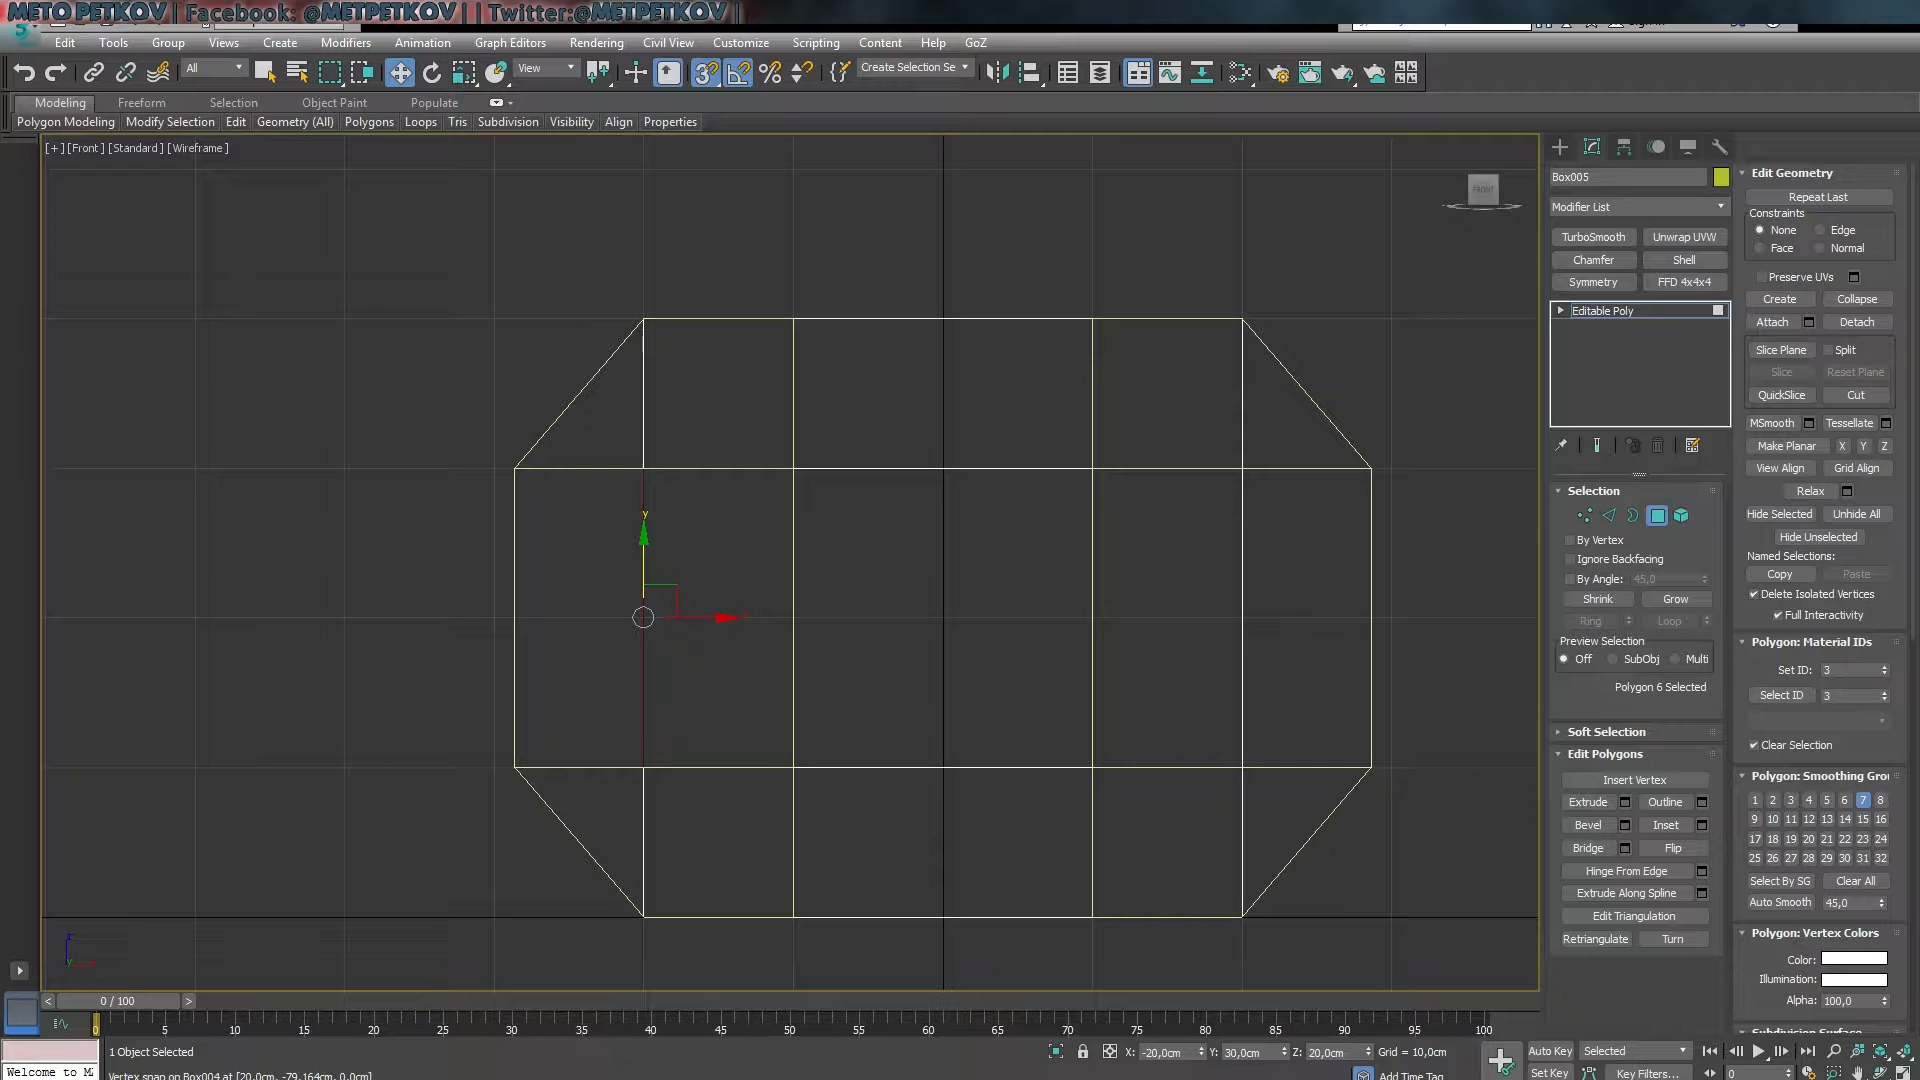 METO PETKOV | Facebook: @METPETKOV | | Twitter:@METPETKOV |
Edit Tools Group Views Create Modifiers Animation Graph Editors Rendering Civil View Customize Scripting Content Help GoZ
All View Create Selection Se
Modeling Freeform Selection Object Paint Populate
Polygon Modeling Modify Selection Edit Geometry (All) Polygons Loops Tris Subdivision Visibility Align Properties
[+] [Front] [Standard] [Wireframe]
FRONT
y
Box005
Modifier List
TurboSmooth Unwrap UVW
Chamfer Shell
Symmetry FFD 4x4x4
Editable Poly
Selection
By Vertex
Ignore Backfacing
By Angle: 45,0
Shrink Grow
Ring Loop
Preview Selection
Off SubObj Multi
Polygon 6 Selected
Soft Selection
Edit Polygons
Insert Vertex
Extrude Outline
Bevel Inset
Bridge Flip
Hinge From Edge
Extrude Along Spline
Edit Triangulation
Retriangulate Turn
Edit Geometry
Repeat Last
Constraints
None Edge
Face Normal
Preserve UVs
Create Collapse
Attach Detach
Slice Plane Split
Slice Reset Plane
QuickSlice Cut
MSmooth Tessellate
Make Planar X Y Z
View Align Grid Align
Relax
Hide Selected Unhide All
Hide Unselected
Named Selections:
Copy Paste
Delete Isolated Vertices
Full Interactivity
Polygon: Material IDs
Set ID: 3
Select ID 3
Clear Selection
Polygon: Smoothing Gro
1 2 3 4 5 6 7 8
9 10 11 12 13 14 15 16
17 18 19 20 21 22 23 24
25 26 27 28 29 30 31 32
Select By SG Clear All
Auto Smooth 45,0
Polygon: Vertex Colors
Color:
Illumination:
Alpha: 100,0
Subdivision Surface
< 0 / 100 >
0 5 10 15 20 25 30 35 40 45 50 55 60 65 70 75 80 85 90 95 100
1 Object Selected X: -20,0cm Y: 30,0cm Z: 20,0cm Grid = 10,0cm Auto Key Selected
Welcome to M Vertex snap on Box004 at [20,0cm, -79,164cm, 0,0cm] Add Time Tag Set Key Key Filters... 0